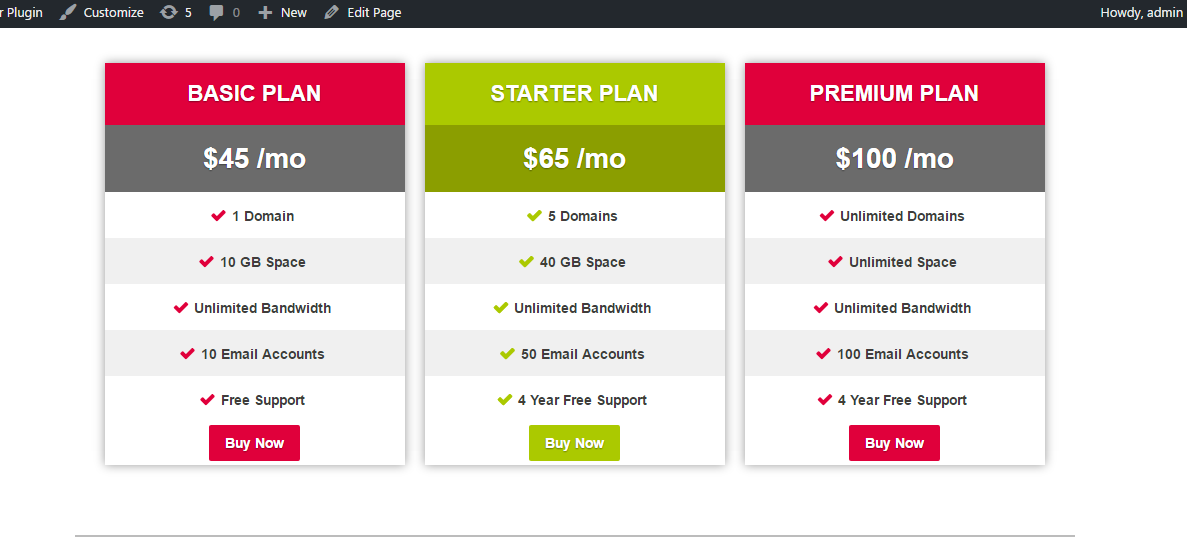 r Plugin Customize 5 0 New Edit Page Howdy, admin
BASIC PLAN
$45 /mo
1 Domain
10 GB Space
Unlimited Bandwidth
10 Email Accounts
Free Support
Buy Now
STARTER PLAN
$65 /mo
5 Domains
40 GB Space
Unlimited Bandwidth
50 Email Accounts
4 Year Free Support
Buy Now
PREMIUM PLAN
$100 /mo
Unlimited Domains
Unlimited Space
Unlimited Bandwidth
100 Email Accounts
4 Year Free Support
Buy Now